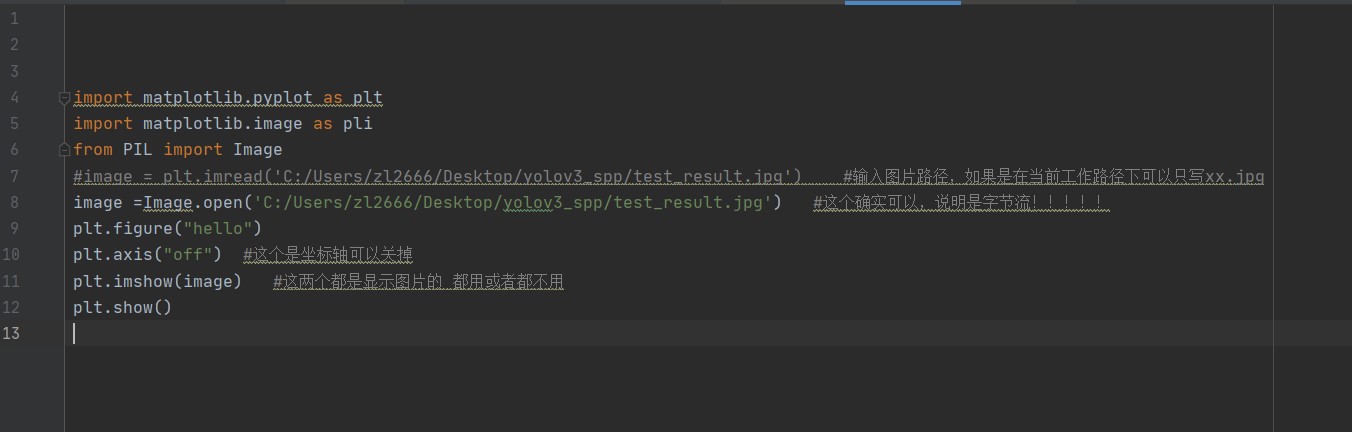 1
2
3
4 import matplotlib.pyplot as plt
5 import matplotlib.image as pli
6 from PIL import Image
7 #image = plt.imread('C:/Users/zl2666/Desktop/yolov3_spp/test_result.jpg')    #输入图片路径，如果是在当前工作路径下可以只写xx.jpg
8 image =Image.open('C:/Users/zl2666/Desktop/yolov3_spp/test_result.jpg')   #这个确实可以，说明是字节流！！！！！
9 plt.figure("hello")
10 plt.axis("off")  #这个是坐标轴可以关掉
11 plt.imshow(image)   #这两个都是显示图片的 都用或者都不用
12 plt.show()
13